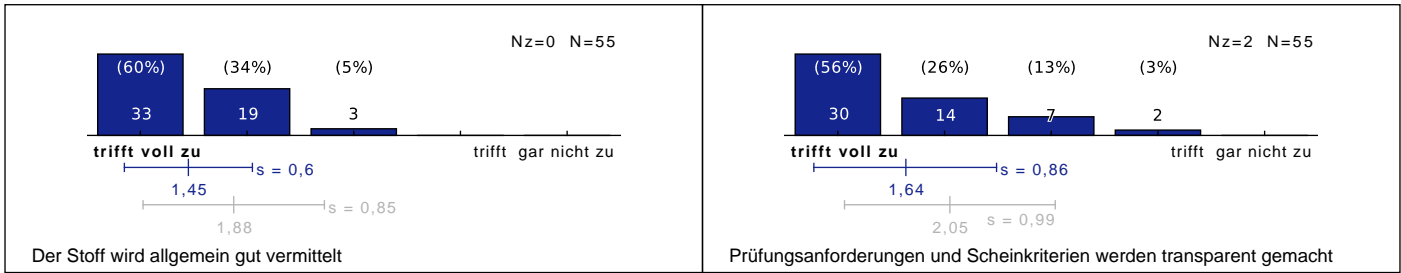 Nz=0 N=55
(60%) (34%) (5%)
33 19 3
trifft voll zu trifft gar nicht zu
s = 0,6
1,45
s = 0,85
1,88
Der Stoff wird allgemein gut vermittelt
Nz=2 N=55
(56%) (26%) (13%) (3%)
30 14 7 2
trifft voll zu trifft gar nicht zu
s = 0,86
1,64
s = 0,99
2,05
Prüfungsanforderungen und Scheinkriterien werden transparent gemacht